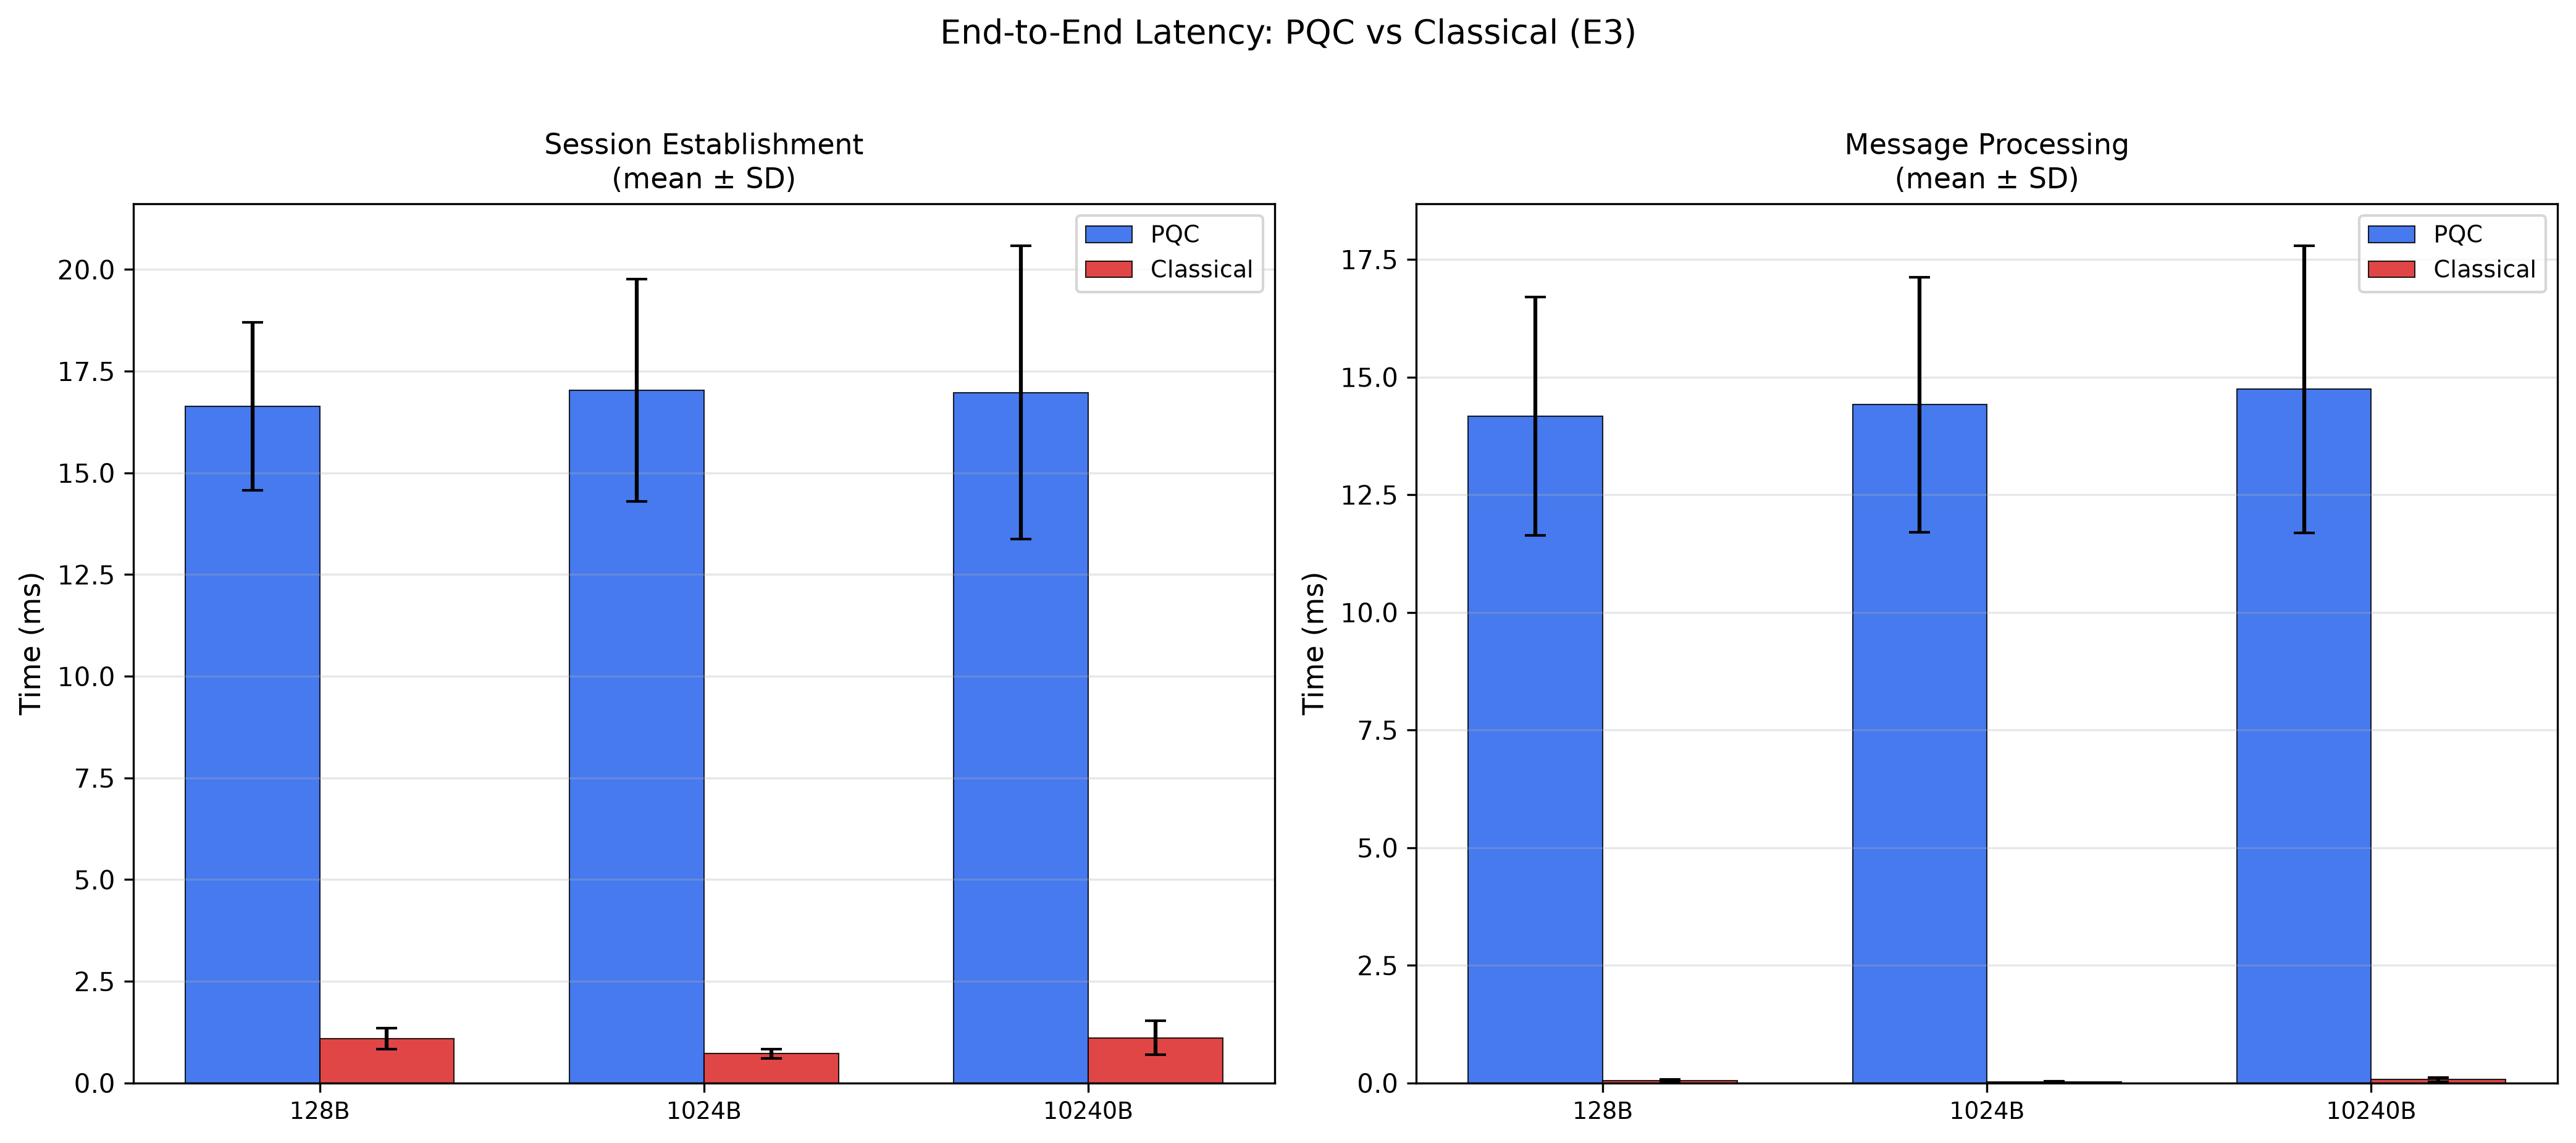 End-to-End Latency: PQC vs Classical (E3)
Session Establishment
(mean ± SD)
PQC
Classical
20.0
17.5
15.0
12.5
10.0
7.5
5.0
2.5
0.0
Time (ms)
128B
1024B
10240B
Message Processing
(mean ± SD)
PQC
Classical
17.5
15.0
12.5
10.0
7.5
5.0
2.5
0.0
Time (ms)
128B
1024B
10240B